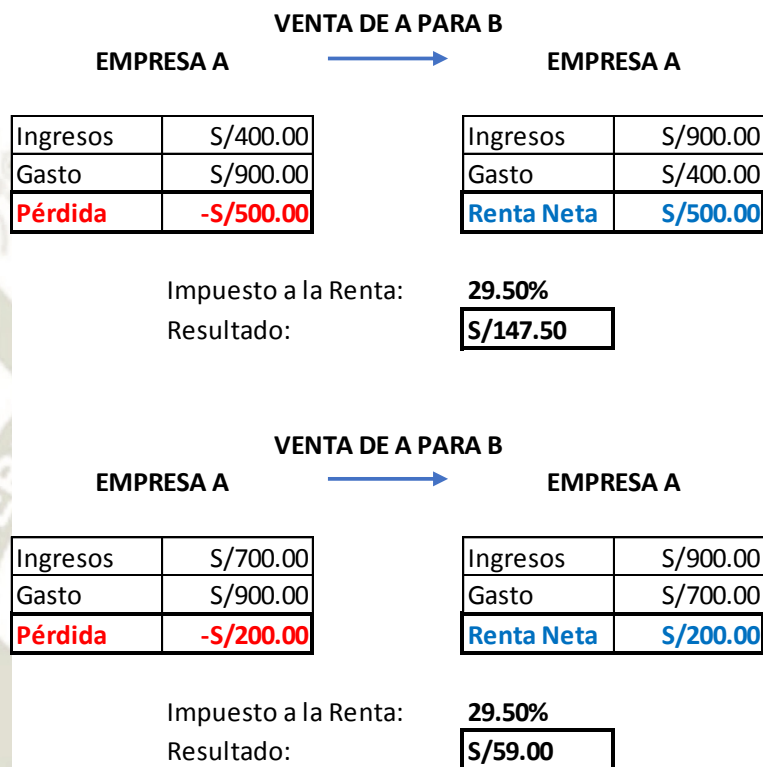 VENTA DE A PARA B
EMPRESA A EMPRESA A
Ingresos S/400.00 Ingresos S/900.00
Gasto S/900.00 Gasto S/400.00
Pérdida -S/500.00 Renta Neta S/500.00
Impuesto a la Renta: 29.50%
Resultado: S/147.50
VENTA DE A PARA B
EMPRESA A EMPRESA A
Ingresos S/700.00 Ingresos S/900.00
Gasto S/900.00 Gasto S/700.00
Pérdida -S/200.00 Renta Neta S/200.00
Impuesto a la Renta: 29.50%
Resultado: S/59.00